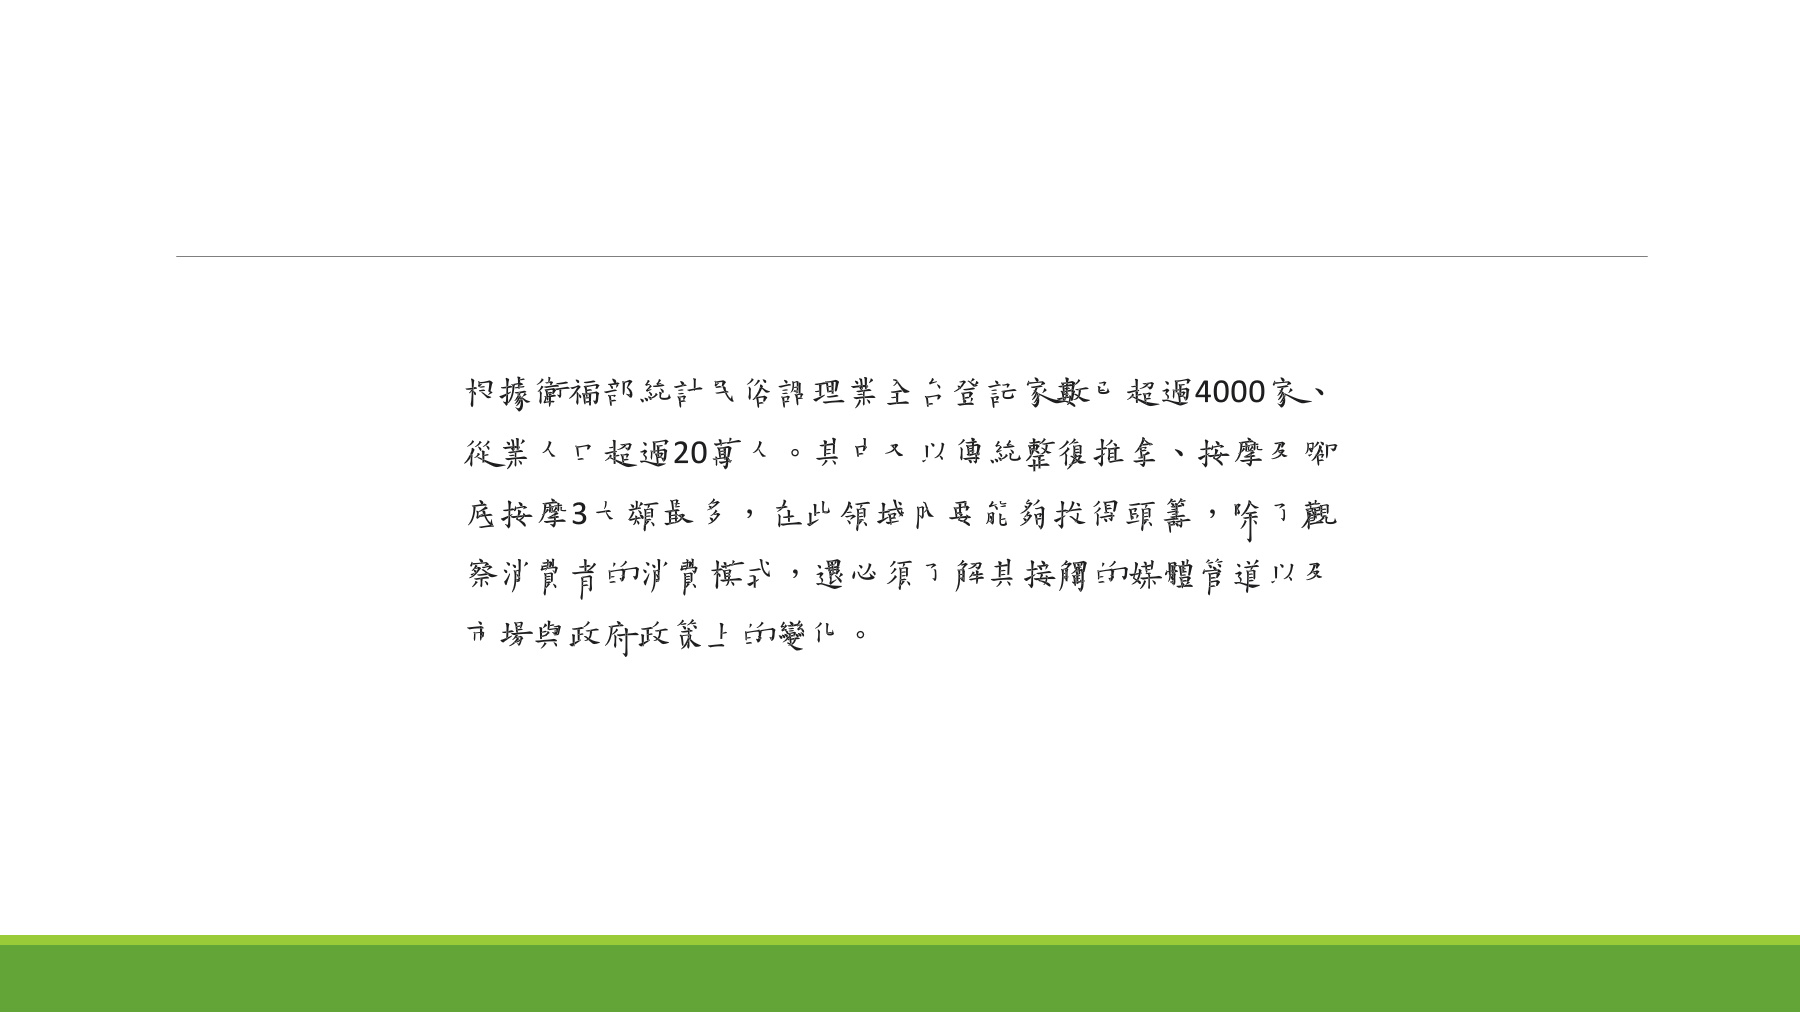 根據衛福部統計民俗調理業全台登記家數已超過4000家、
從業人口超過20萬人。其中又以傳統整復推拿、按摩及腳
底按摩3大類最多，在此領域內要能夠拔得頭籌，除了觀
察消費者的消費模式，還必須了解其接觸的媒體管道以及
市場與政府政策上的變化。